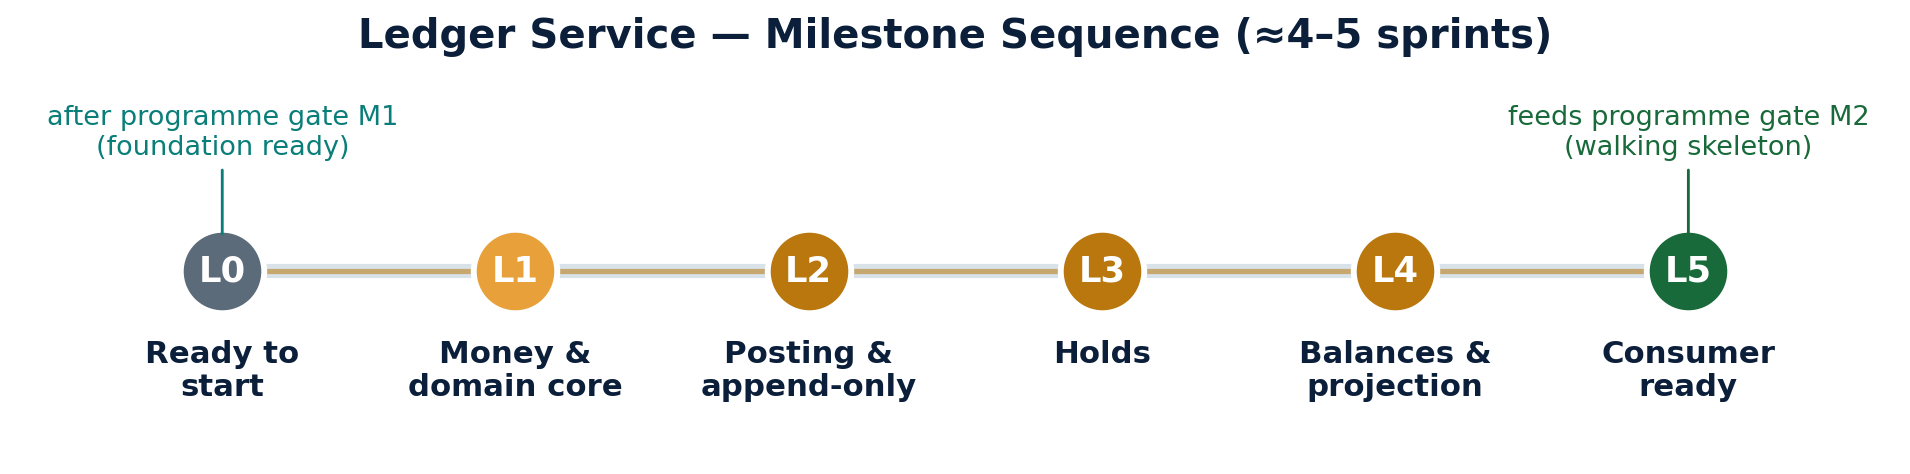 Ledger Service — Milestone Sequence (≈4–5 sprints)
after programme gate M1
(foundation ready)
feeds programme gate M2
(walking skeleton)
L0
L1
L2
L3
L4
L5
Ready to
start
Money &
domain core
Posting &
append-only
Holds
Balances &
projection
Consumer
ready